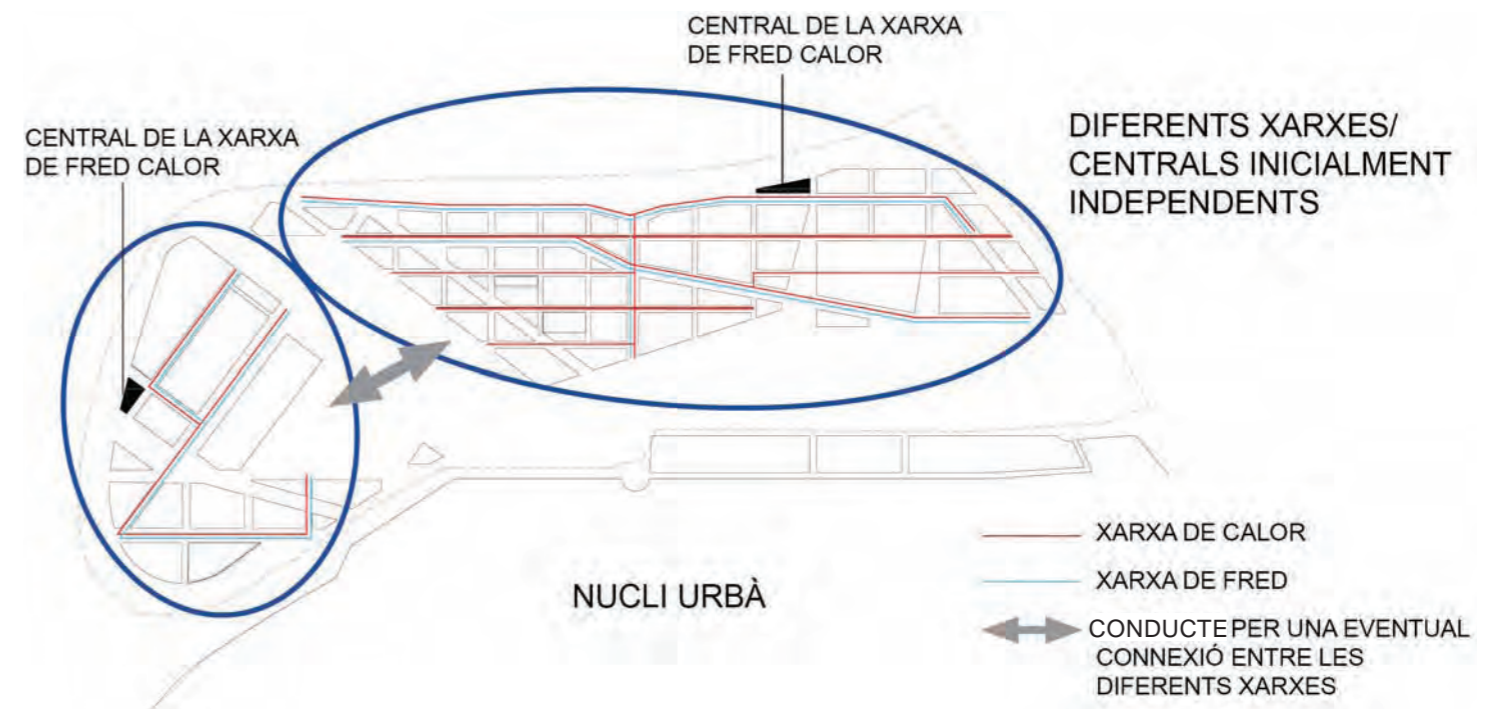 CENTRAL DE LA XARXA
DE FRED CALOR
CENTRAL DE LA XARXA
DE FRED CALOR
DIFERENTS XARXES/
CENTRALS INICIALMENT
INDEPENDENTS
NUCLI URBÀ
XARXA DE CALOR
XARXA DE FRED
CONDUCTE PER UNA EVENTUAL
CONNEXIÓ ENTRE LES
DIFERENTS XARXES